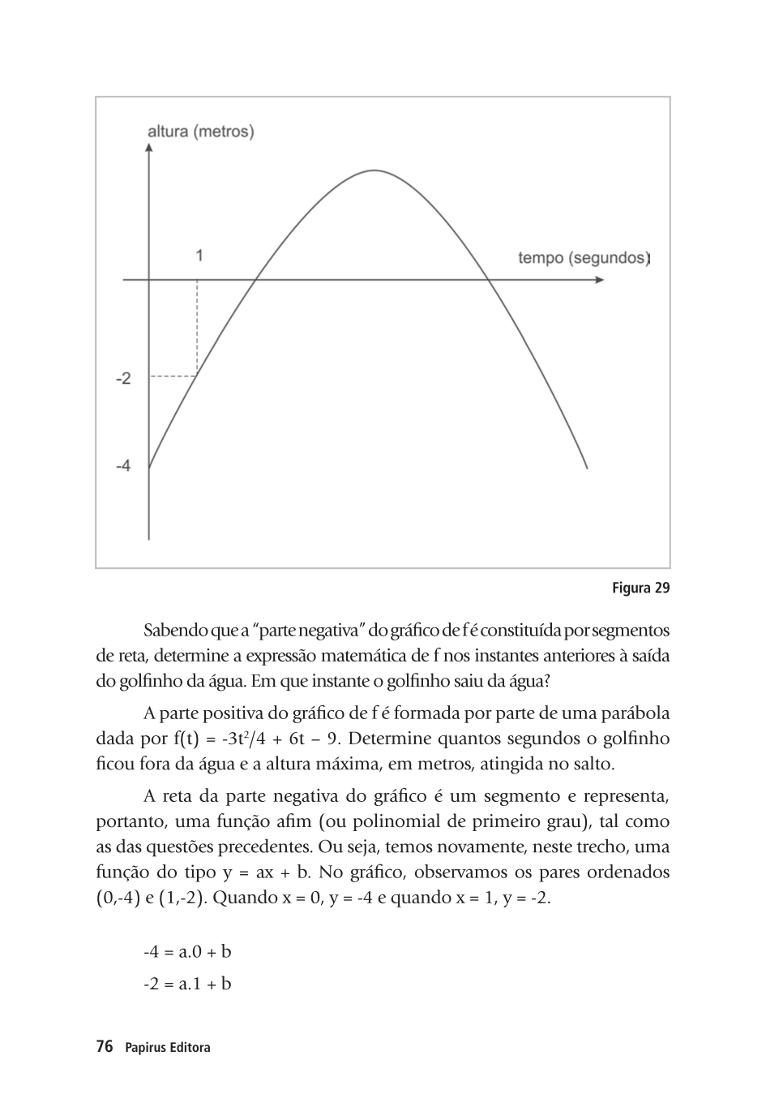 altura (metros)
1
tempo (segundos)
-2
-4
Figura 29
Sabendo que a “parte negativa” do gráfico de f é constituída por segmentos
de reta, determine a expressão matemática de f nos instantes anteriores à saída
do golfinho da água. Em que instante o golfinho saiu da água?
A parte positiva do gráfico de f é formada por parte de uma parábola
dada por f(t) = -3t²/4 + 6t – 9. Determine quantos segundos o golfinho
ficou fora da água e a altura máxima, em metros, atingida no salto.
A reta da parte negativa do gráfico é um segmento e representa,
portanto, uma função afim (ou polinomial de primeiro grau), tal como
as das questões precedentes. Ou seja, temos novamente, neste trecho, uma
função do tipo y = ax + b. No gráfico, observamos os pares ordenados
(0,-4) e (1,-2). Quando x = 0, y = -4 e quando x = 1, y = -2.
-4 = a.0 + b
-2 = a.1 + b
76 Papirus Editora